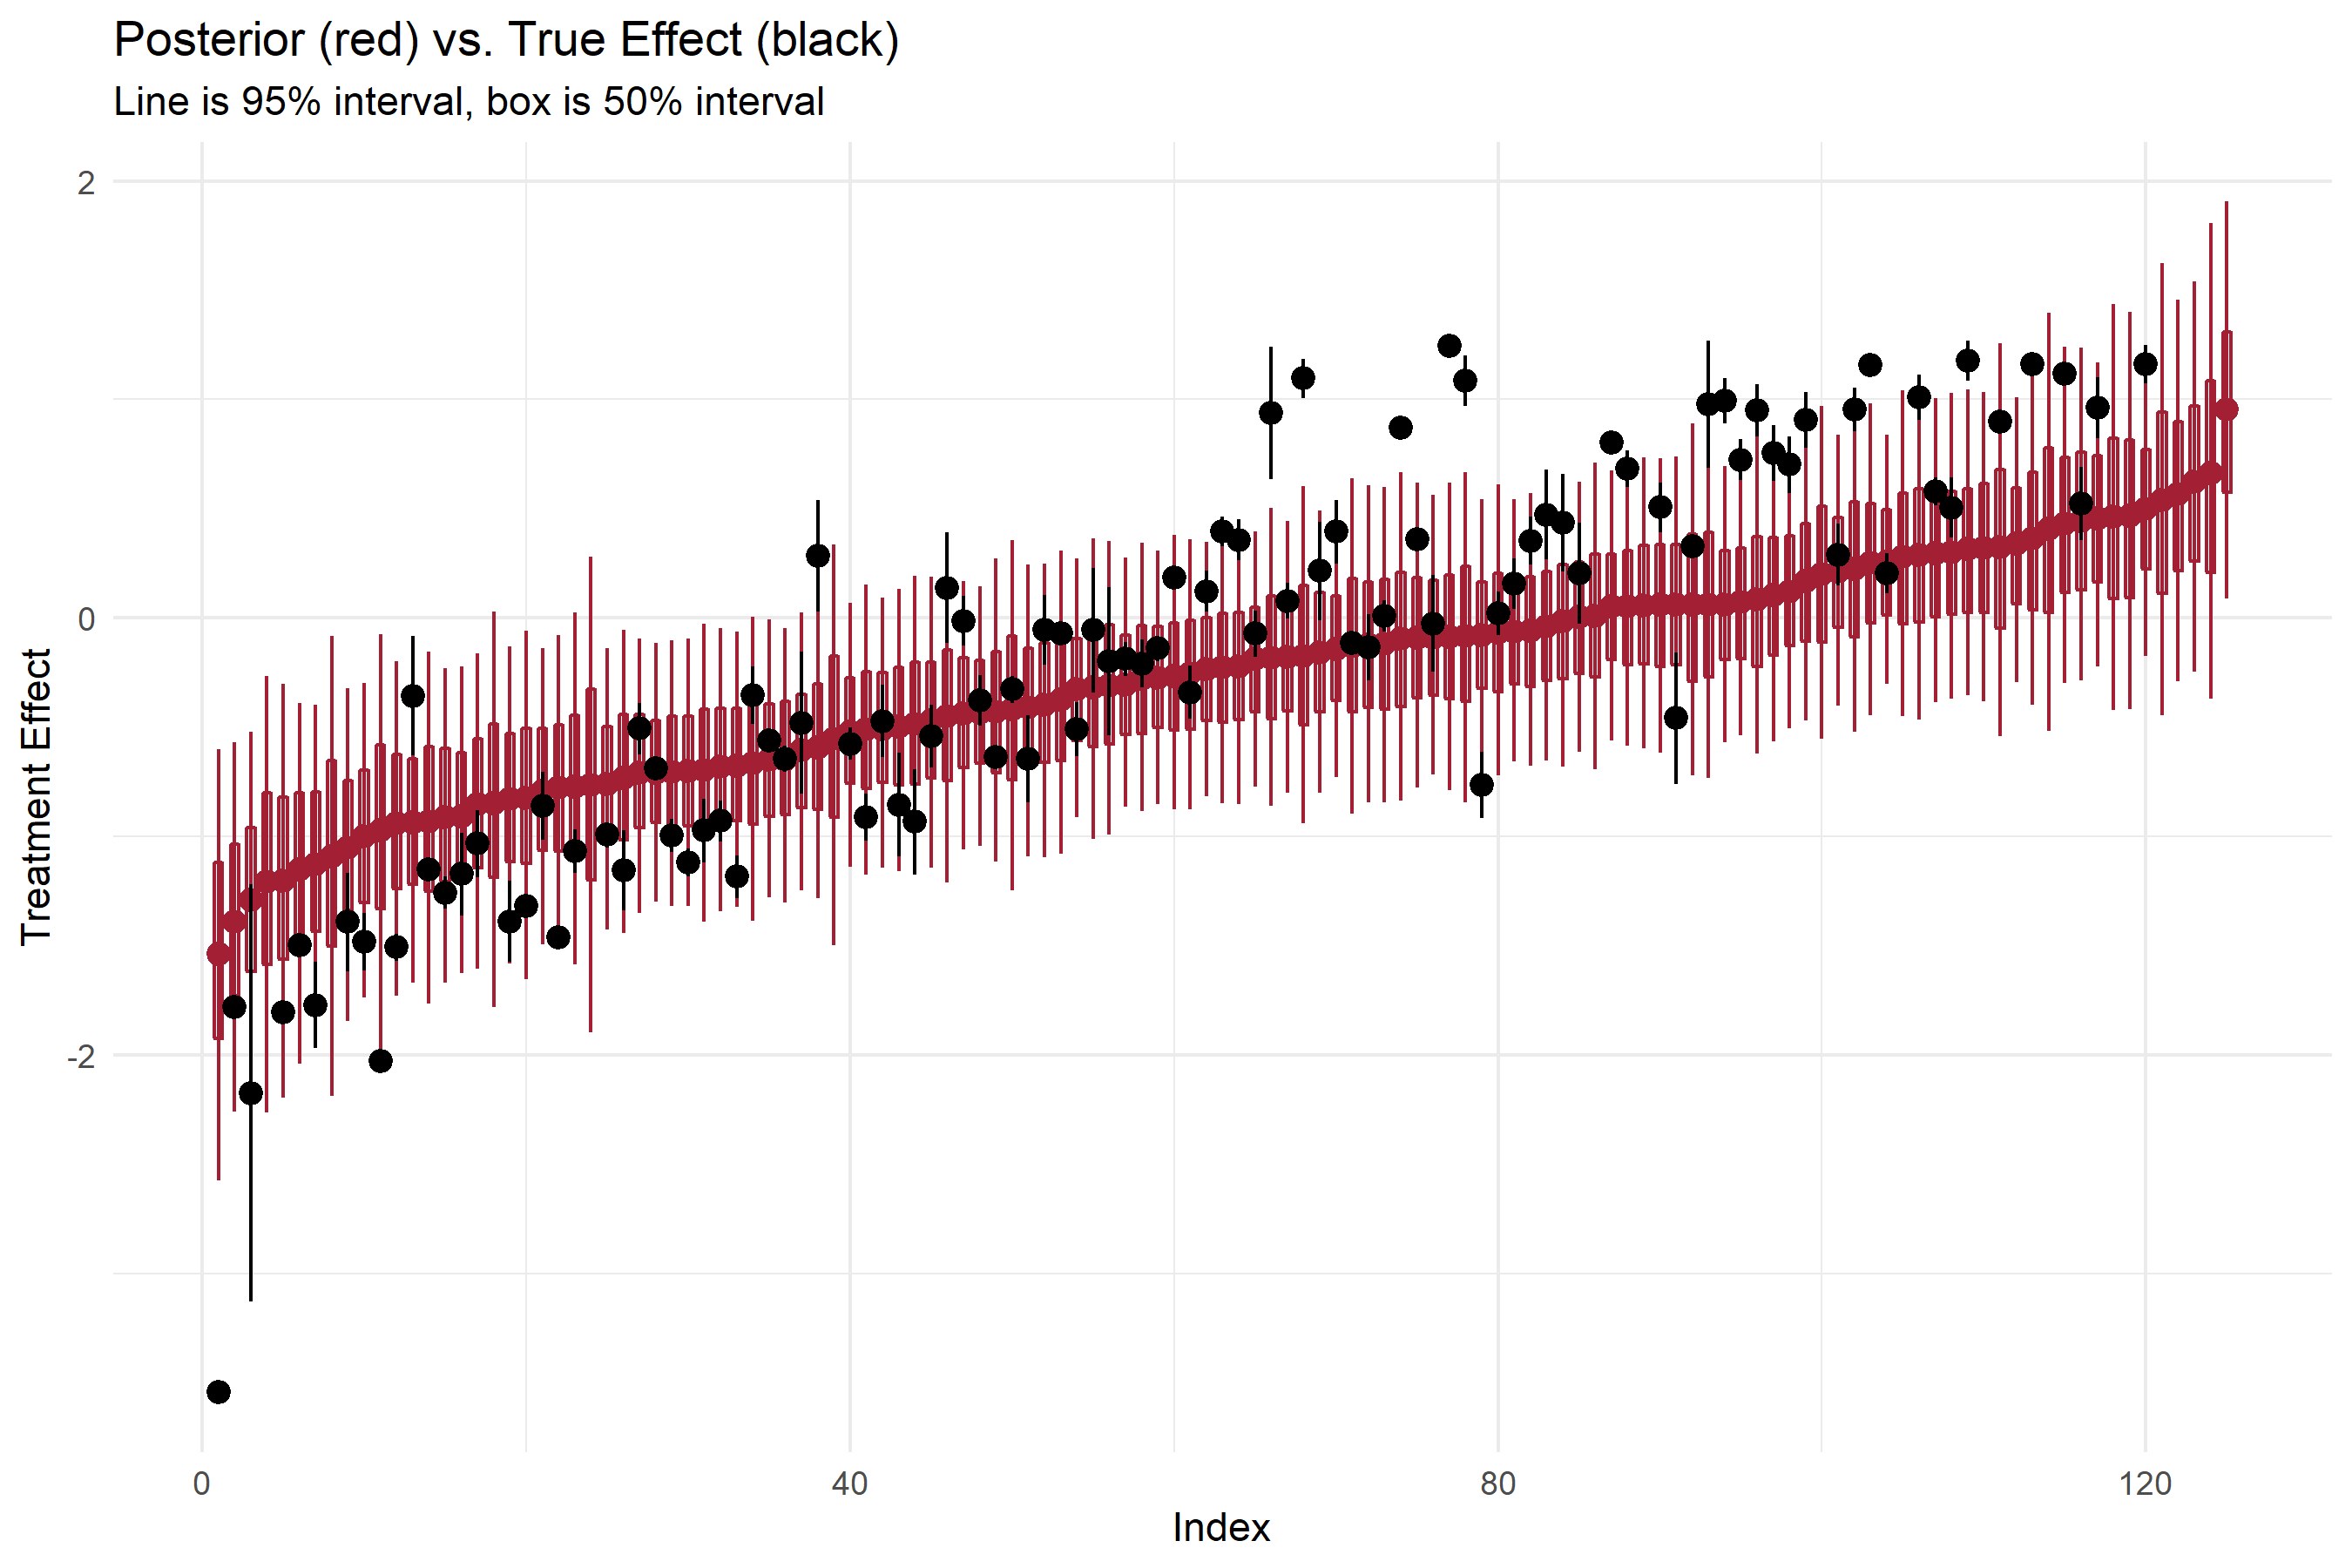 Posterior (red) vs. True Effect (black)
Line is 95% interval, box is 50% interval
2
0
-2
Treatment Effect
0
40
80
120
Index